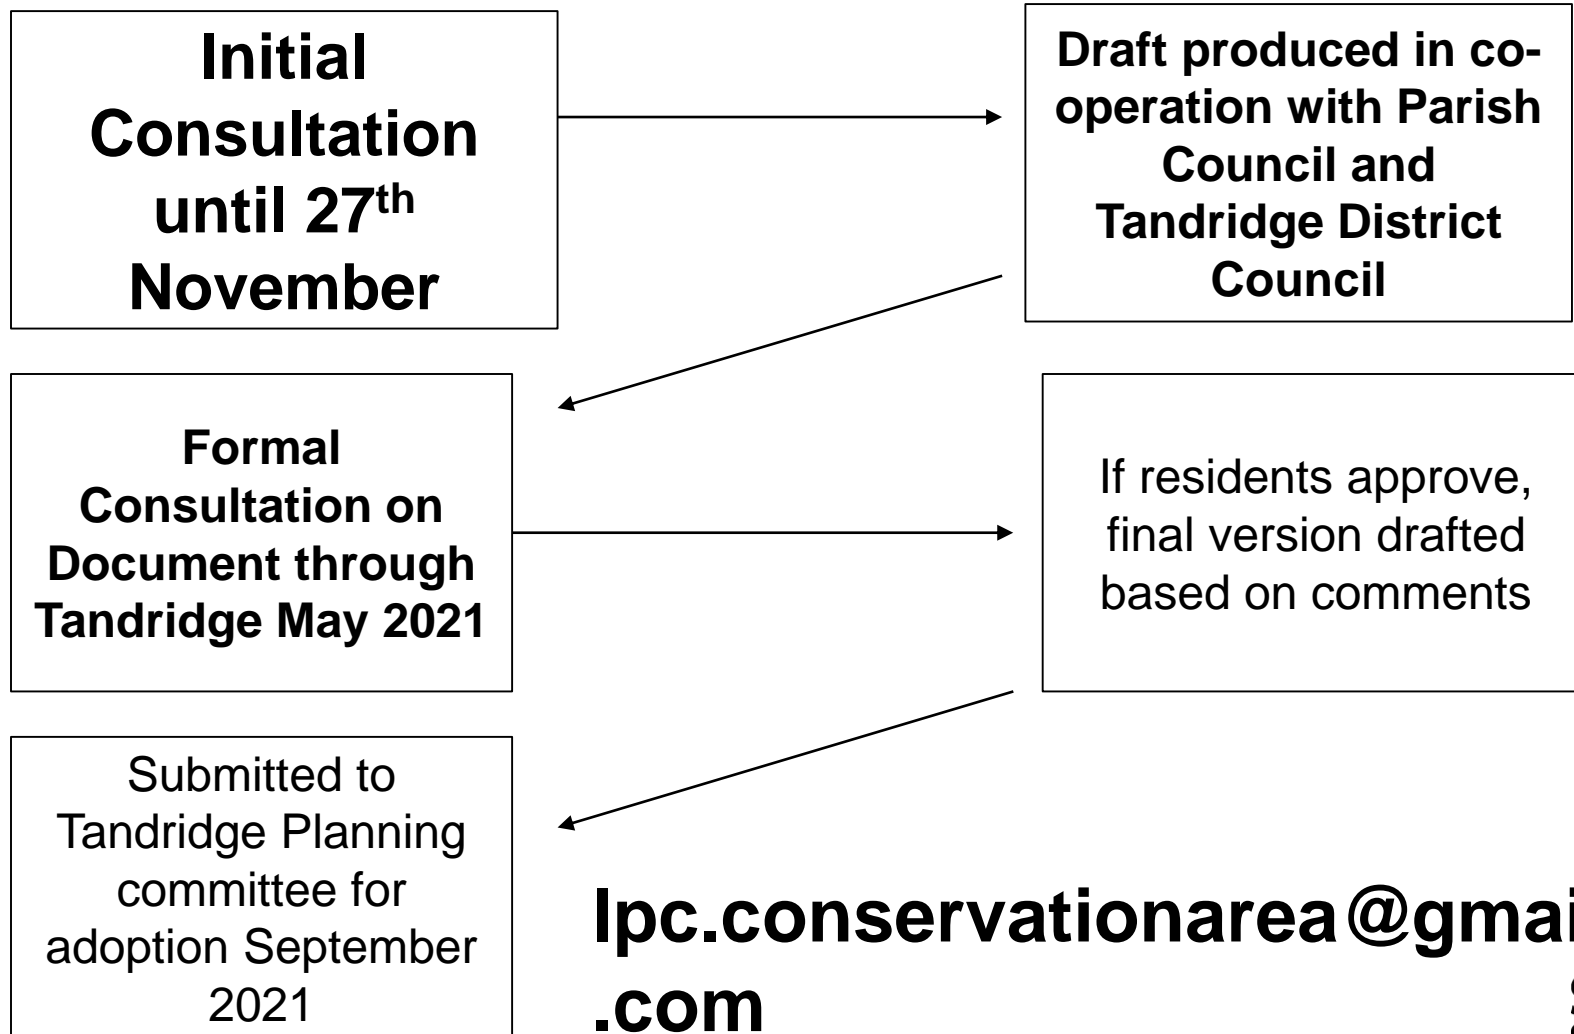 Initial
Consultation
until 27th
November
Draft produced in co-
operation with Parish
Council and
Tandridge District
Council
Formal
Consultation on
Document through
Tandridge May 2021
If residents approve,
final version drafted
based on comments
Submitted to
Tandridge Planning
committee for
adoption September
2021
lpc.conservationarea@gmai
.com